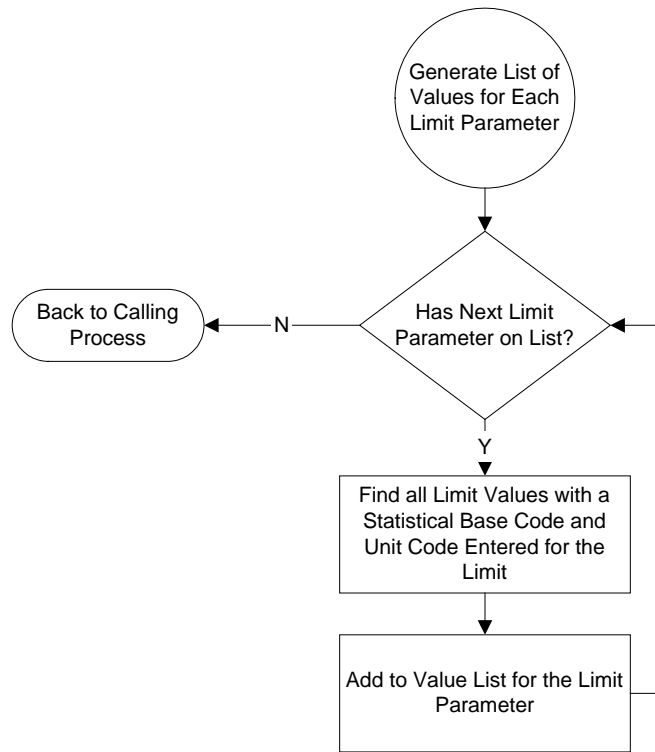 Generate List of
Values for Each
Limit Parameter
Has Next Limit
Parameter on List?
N
Back to Calling
Process
Y
Find all Limit Values with a
Statistical Base Code and
Unit Code Entered for the
Limit
Add to Value List for the Limit
Parameter